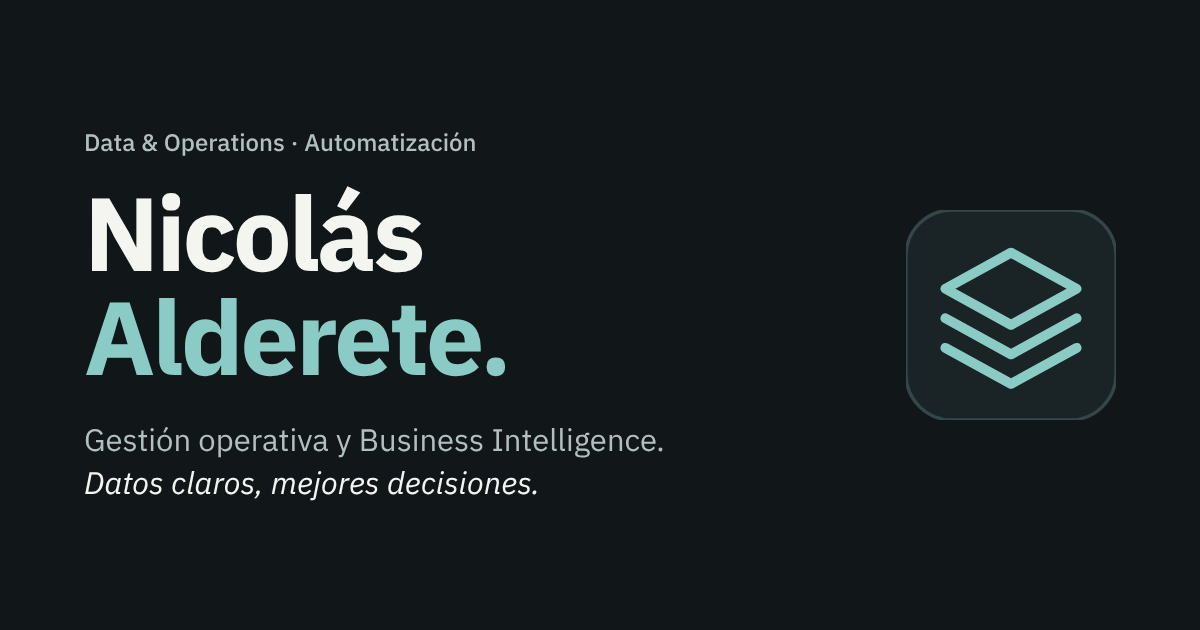 Data & Operations · Automatización
Nicolás
Alderete.
Gestión operativa y Business Intelligence.
Datos claros, mejores decisiones.